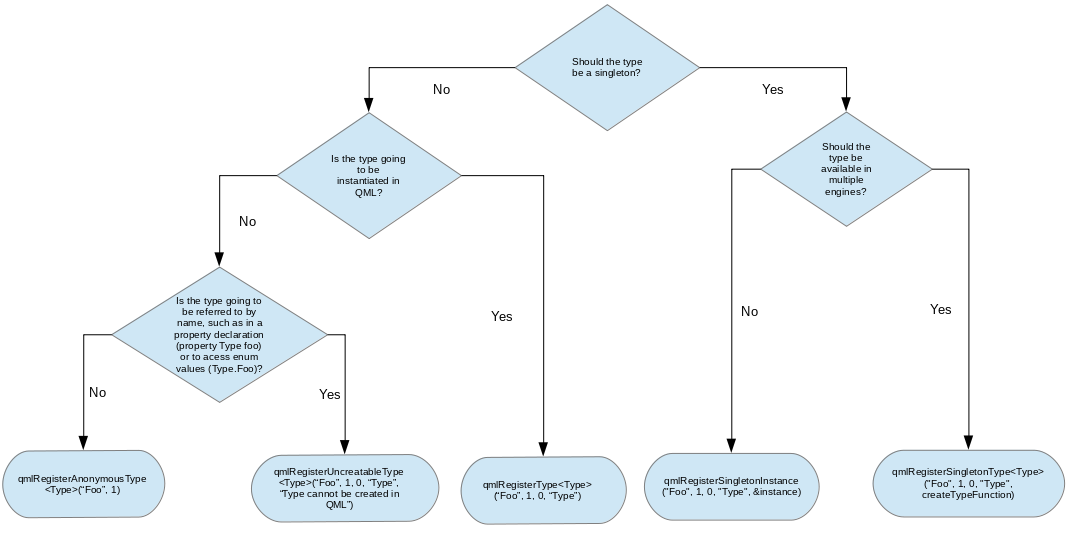 Should the type
be a singleton?
No
Yes
Is the type going
to be
instantiated in
QML?
Should the
type be
available in
multiple
engines?
No
Yes
No
Yes
Is the type going to
be referred to by
name, such as in a
property declaration
(property Type foo)
or to acess enum
values (Type.Foo)?
No
Yes
qmlRegisterAnonymousType
<Type>(“Foo”, 1)
qmlRegisterUncreatableType
<Type>(“Foo”, 1, 0, “Type”,
“Type cannot be created in
QML”)
qmlRegisterType<Type>
(“Foo”, 1, 0, “Type”)
qmlRegisterSingletonInstance
(“Foo”, 1, 0, “Type”, &instance)
qmlRegisterSingletonType<Type>
(“Foo”, 1, 0, “Type”,
createTypeFunction)